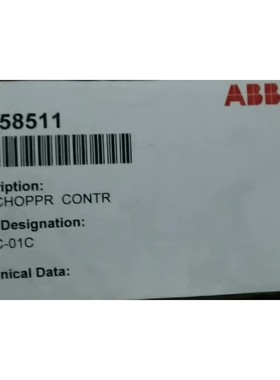 ABB
58511
ription:
CHOPPR CONTR
Designation:
C-01C
nical Data: